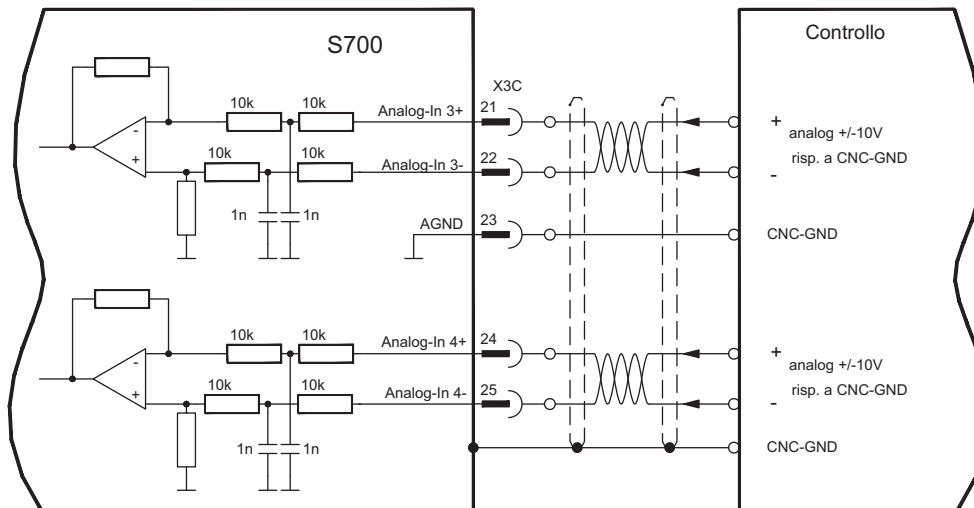 S700
Controllo
X3C
10k
10k
Analog-In 3+
21
+
analog +/-10V
-
10k
10k
Analog-In 3-
22
risp. a CNC-GND
+
-
1n
1n
AGND
23
CNC-GND
10k
10k
Analog-In 4+
24
+
analog +/-10V
-
10k
10k
Analog-In 4-
25
risp. a CNC-GND
+
-
1n
1n
CNC-GND